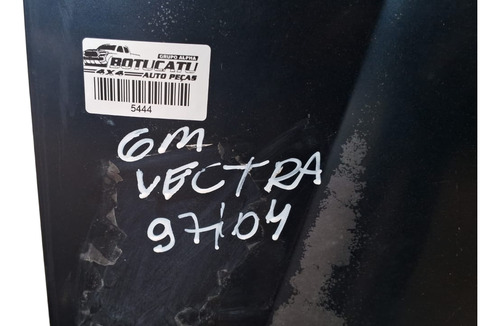 GRUPO ALPHA
BOTUCATU
4X4 AUTO PEÇAS
5444
GM
VECTRA
97/04